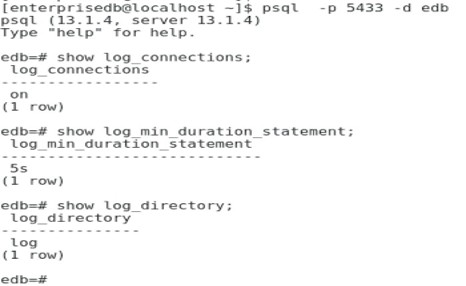 [enterprisedb@localhost ~]$ psql  -p 5433 -d edb
psql (13.1.4, server 13.1.4)
Type "help" for help.
edb=# show log_connections;
log_connections
-----------------
on
(1 row)
edb=# show log_min_duration_statement;
log_min_duration_statement
----------------------------
5s
(1 row)
edb=# show log_directory;
log_directory
---------------
log
(1 row)
edb=#